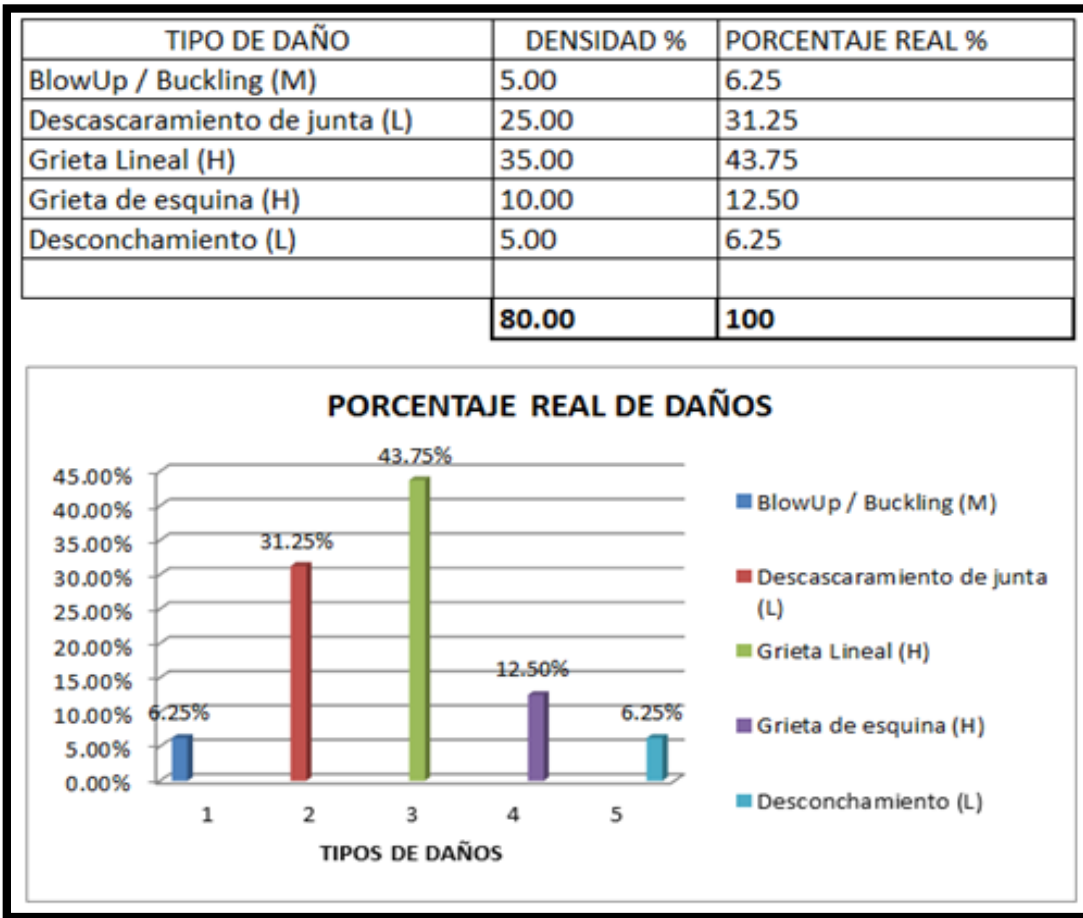 TIPO DE DAÑO DENSIDAD % PORCENTAJE REAL %
BlowUp / Buckling (M) 5.00 6.25
Descascaramiento de junta (L) 25.00 31.25
Grieta Lineal (H) 35.00 43.75
Grieta de esquina (H) 10.00 12.50
Desconchamiento (L) 5.00 6.25
80.00 100
PORCENTAJE REAL DE DAÑOS
45.00%
40.00%
35.00%
30.00%
25.00%
20.00%
15.00%
10.00%
5.00%
0.00%
6.25%
31.25%
43.75%
12.50%
6.25%
1 2 3 4 5
TIPOS DE DAÑOS
BlowUp / Buckling (M)
Descascaramiento de junta
(L)
Grieta Lineal (H)
Grieta de esquina (H)
Desconchamiento (L)